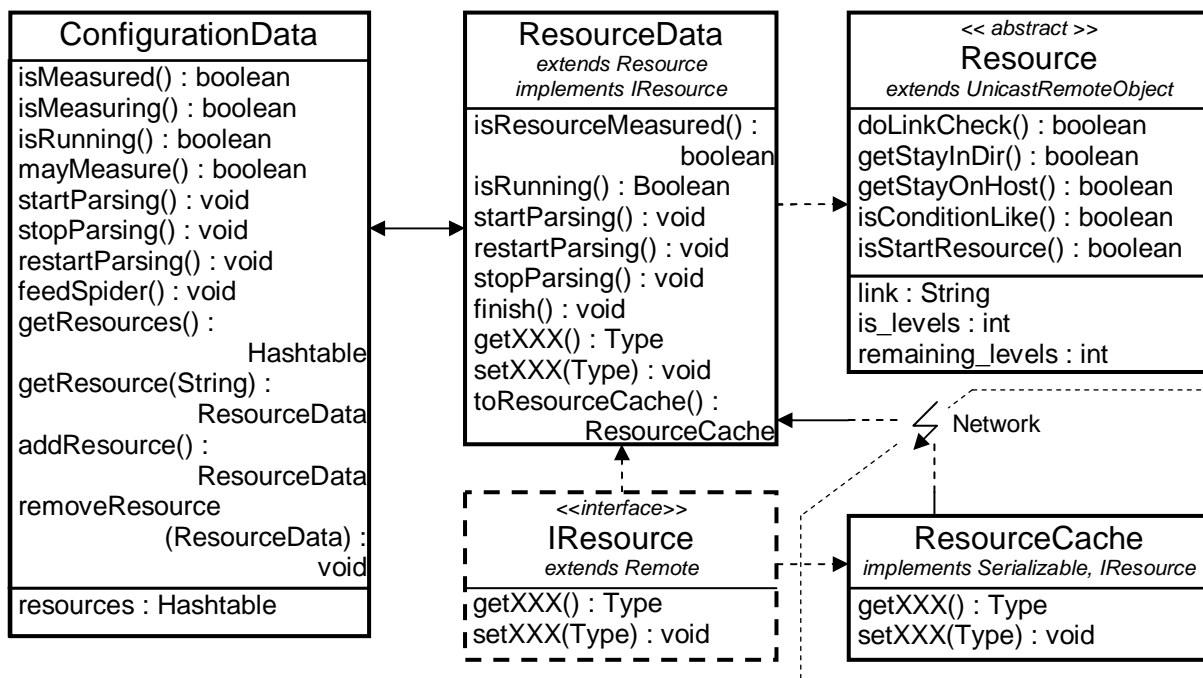 ConfigurationData
isMeasured() : boolean
isMeasuring() : boolean
isRunning() : boolean
mayMeasure() : boolean
startParsing() : void
stopParsing() : void
restartParsing() : void
feedSpider() : void
getResources() :
Hashtable
getResource(String) :
ResourceData
addResource() :
ResourceData
removeResource
(ResourceData) :
void
resources : Hashtable
ResourceData
extends Resource
implements IResource
isResourceMeasured() :
boolean
isRunning() : Boolean
startParsing() : void
restartParsing() : void
stopParsing() : void
finish() : void
getXXX() : Type
setXXX(Type) : void
toResourceCache() :
ResourceCache
<< abstract >>
Resource
extends UnicastRemoteObject
doLinkCheck() : boolean
getStayInDir() : boolean
getStayOnHost() : boolean
isConditionLike() : boolean
isStartResource() : boolean
link : String
is_levels : int
remaining_levels : int
Network
<<interface>>
IResource
extends Remote
getXXX() : Type
setXXX(Type) : void
ResourceCache
implements Serializable, IResource
getXXX() : Type
setXXX(Type) : void